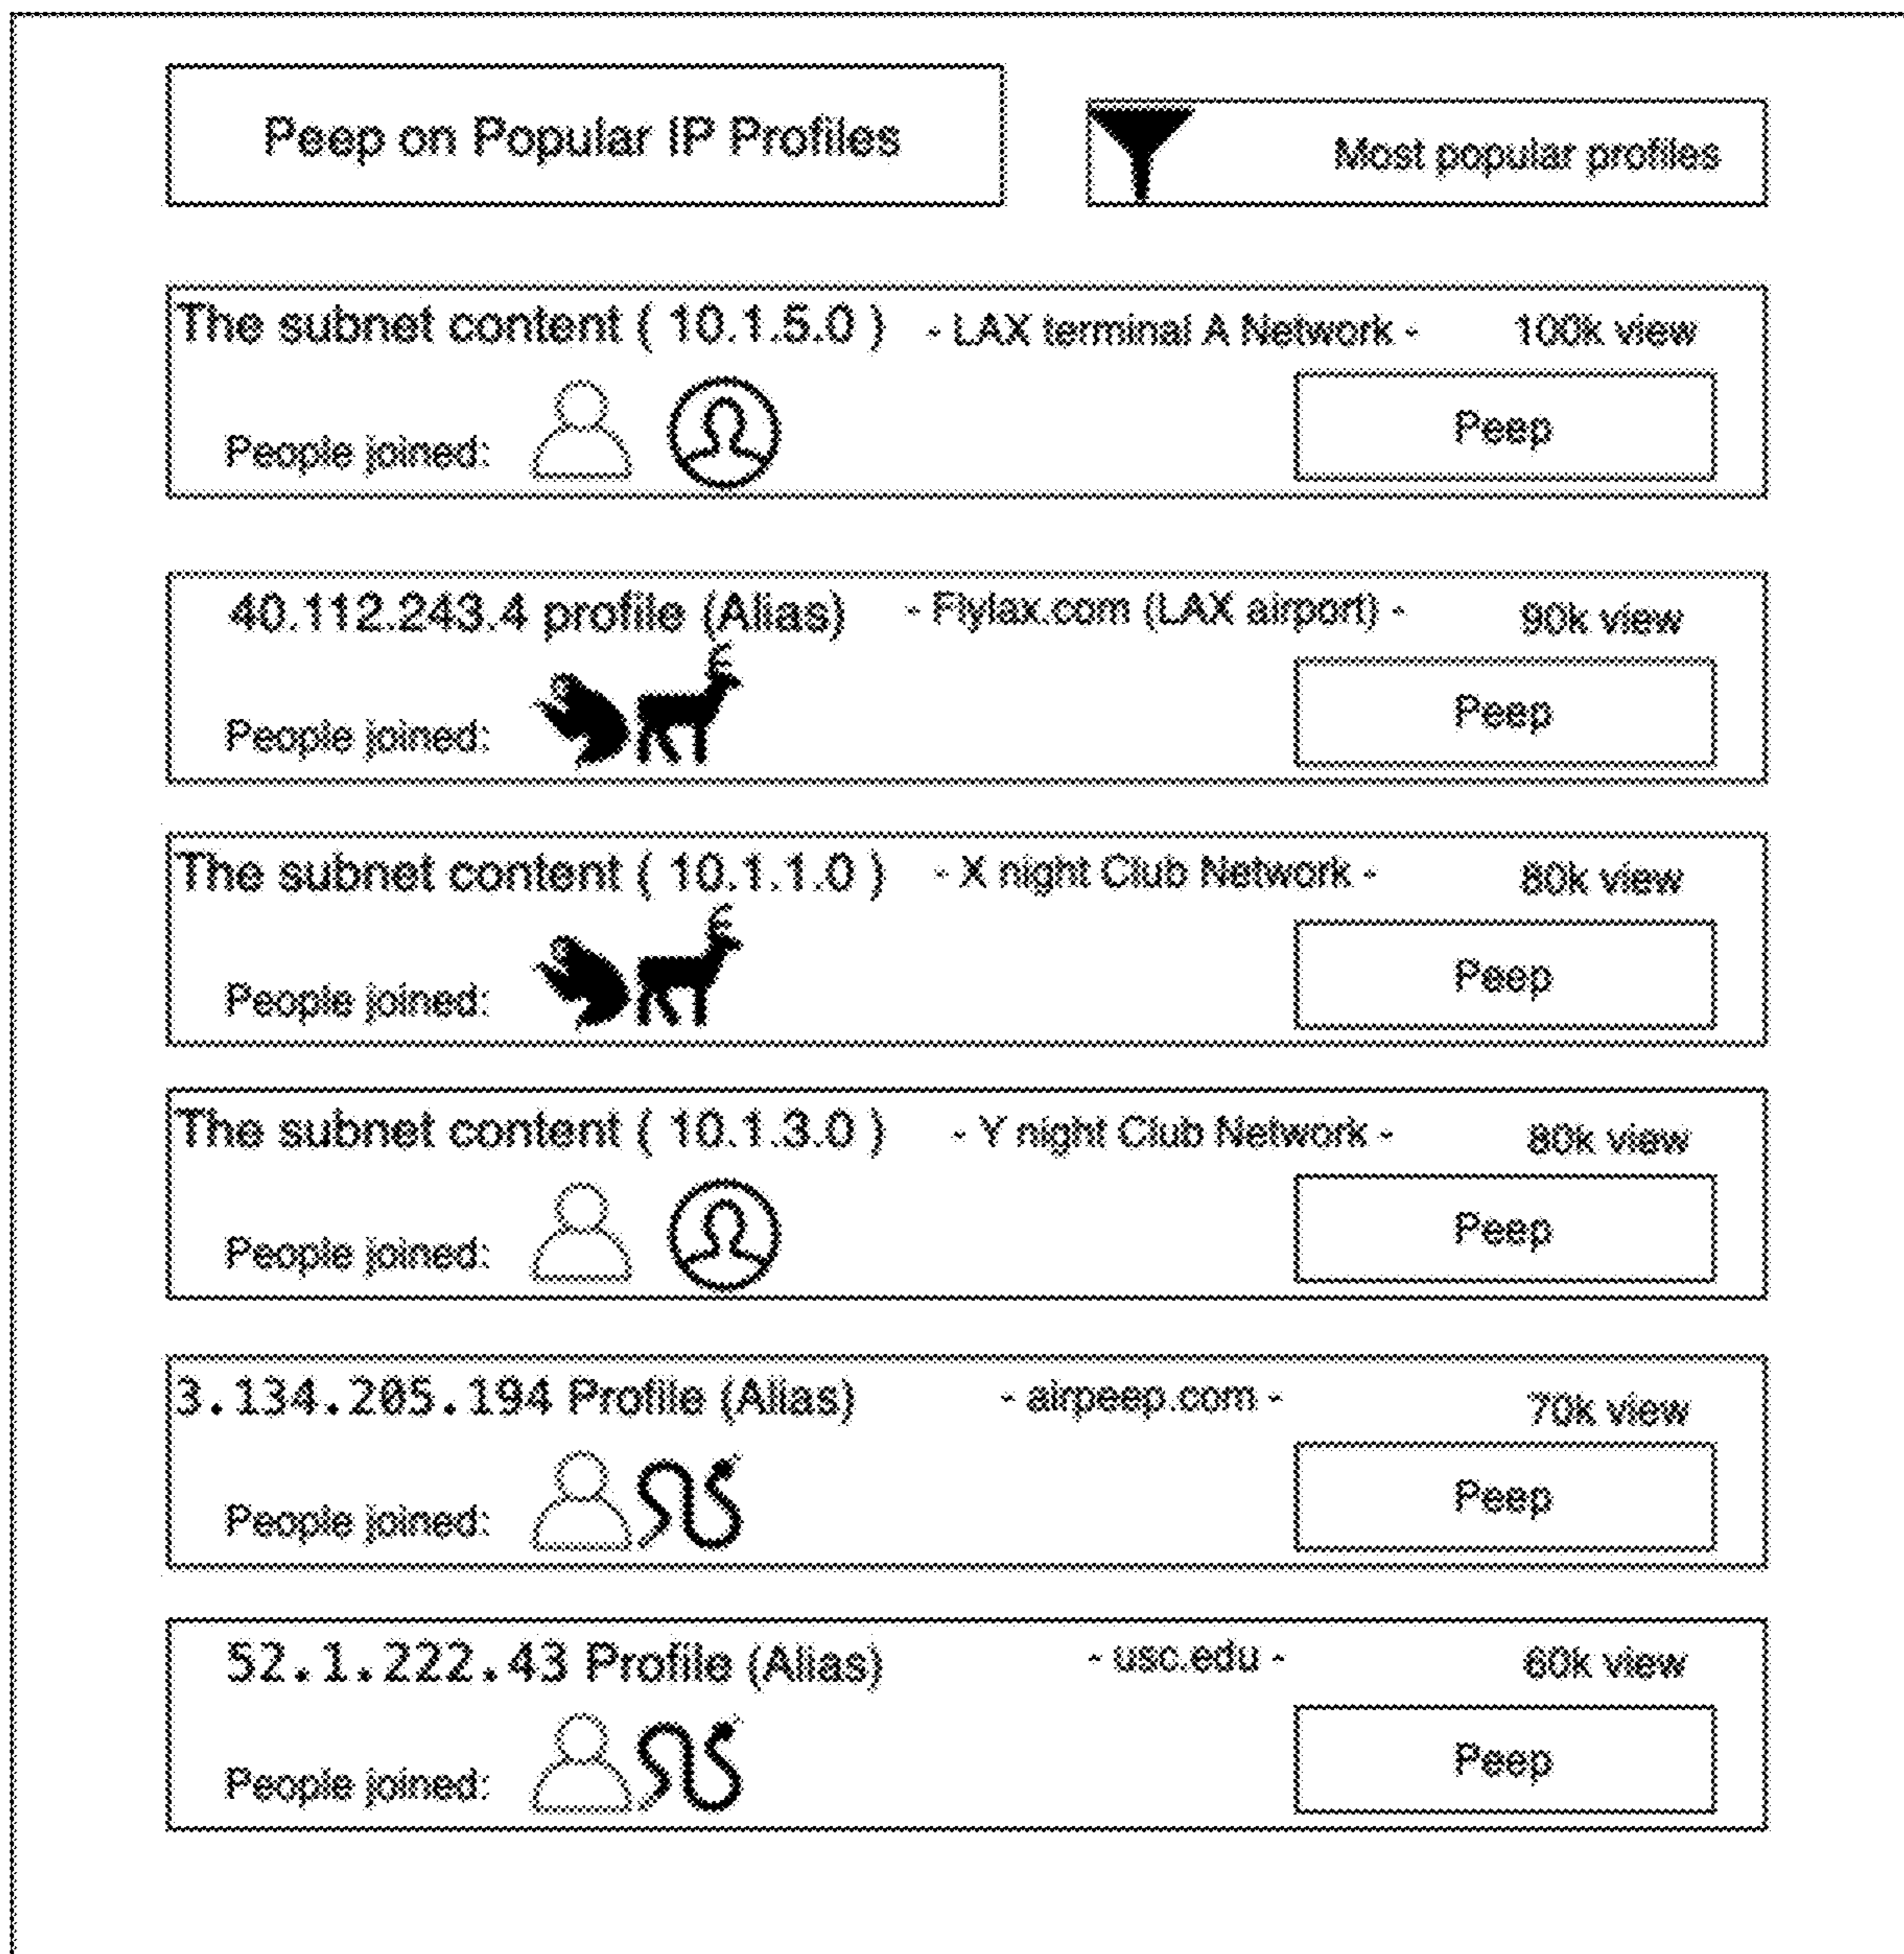 Peep on Popular IP Profiles
Most popular profiles
The subnet content ( 10.1.5.0 ) - LAX terminal A Network - 100k view
People joined: Peep
40.112.243.4 profile (Alias) - Flylax.com (LAX airport) - 90k view
People joined: Peep
The subnet content ( 10.1.1.0 ) - X night Club Network - 80k view
People joined: Peep
The subnet content ( 10.1.3.0 ) - Y night Club Network - 80k view
People joined: Peep
3.134.205.194 Profile (Alias) - airpeep.com - 70k view
People joined: Peep
52.1.222.43 Profile (Alias) - usc.edu - 60k view
People joined: Peep